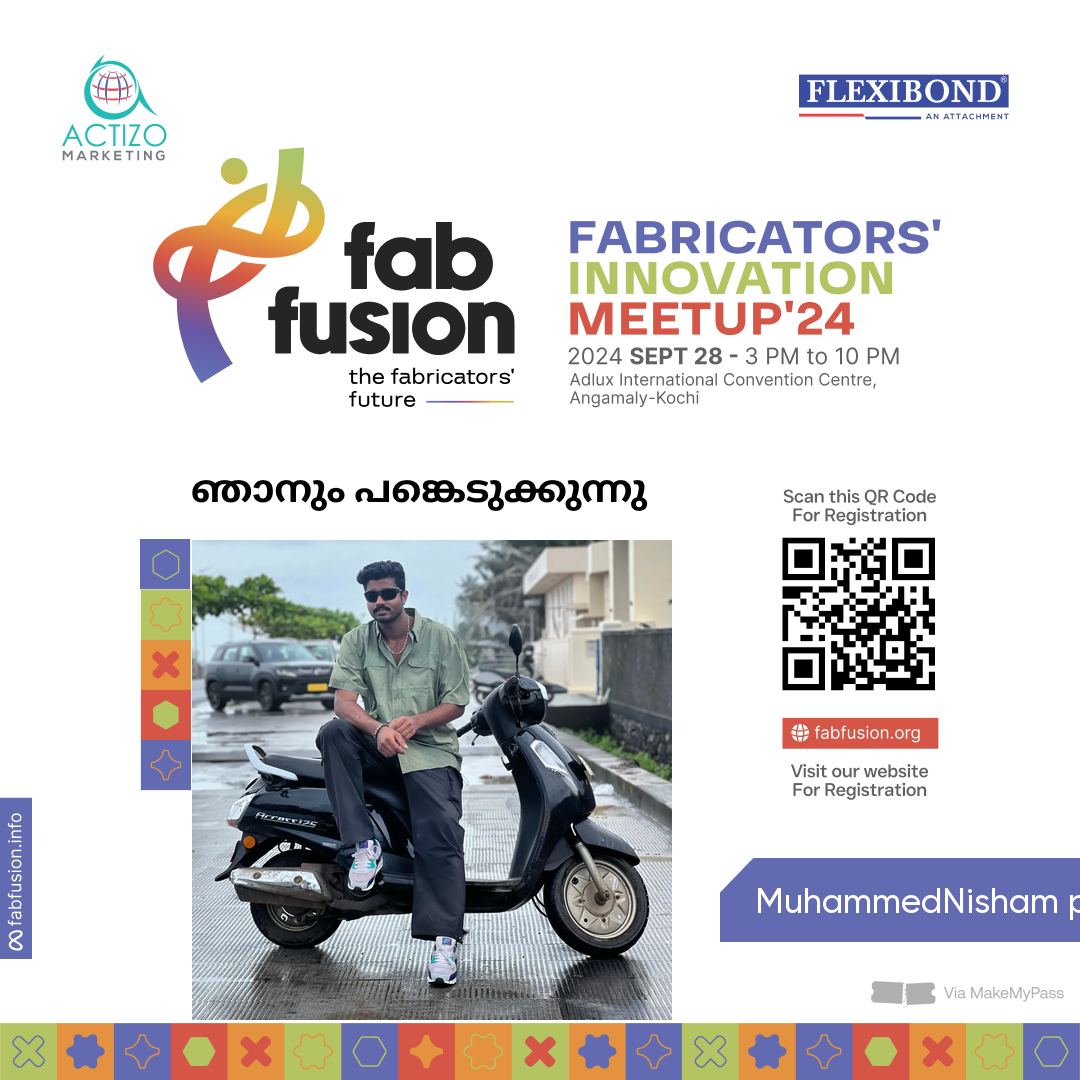 ACTIZO
MARKETING
FLEXIBOND®
AN ATTACHMENT
fab
fusion
the fabricators'
future
FABRICATORS'
INNOVATION
MEETUP'24
2024 SEPT 28 - 3 PM to 10 PM
Adlux International Convention Centre,
Angamaly-Kochi
ഞാനും പങ്കെടുക്കുന്നു
Scan this QR Code
For Registration
Access125
fabfusion.org
Visit our website
For Registration
fabfusion.info
MuhammedNisham p
Via MakeMyPass